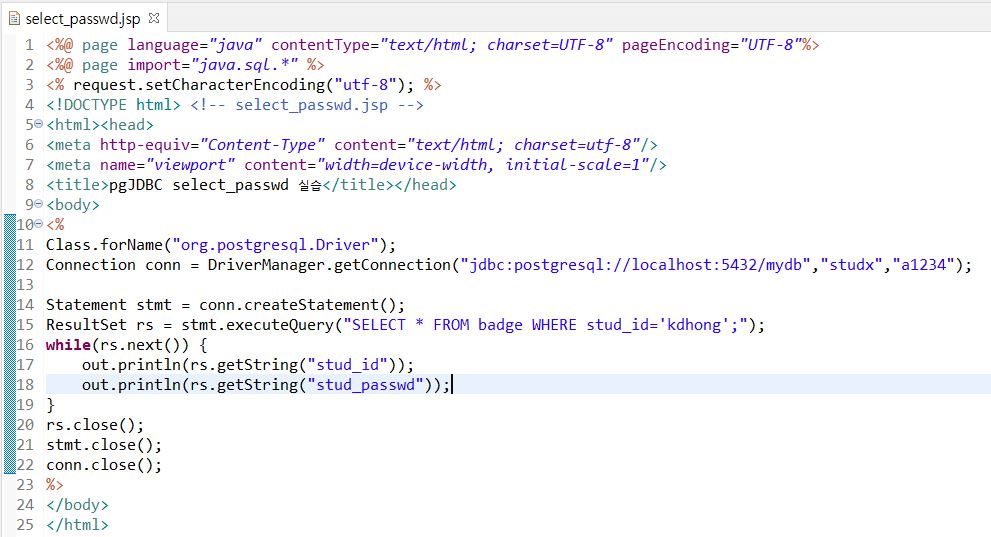 select_passwd.jsp
1 <%@ page language="java" contentType="text/html; charset=UTF-8" pageEncoding="UTF-8"%>
2 <%@ page import="java.sql.*" %>
3 <% request.setCharacterEncoding("utf-8"); %>
4 <!DOCTYPE html> <!-- select_passwd.jsp -->
5 <html><head>
6 <meta http-equiv="Content-Type" content="text/html; charset=utf-8"/>
7 <meta name="viewport" content="width=device-width, initial-scale=1"/>
8 <title>pgJDBC select_passwd 실습</title></head>
9 <body>
10 <%
11 Class.forName("org.postgresql.Driver");
12 Connection conn = DriverManager.getConnection("jdbc:postgresql://localhost:5432/mydb","studx","a1234");
13
14 Statement stmt = conn.createStatement();
15 ResultSet rs = stmt.executeQuery("SELECT * FROM badge WHERE stud_id='kdhong';");
16 while(rs.next()) {
17     out.println(rs.getString("stud_id"));
18     out.println(rs.getString("stud_passwd"));
19 }
20 rs.close();
21 stmt.close();
22 conn.close();
23 %>
24 </body>
25 </html>